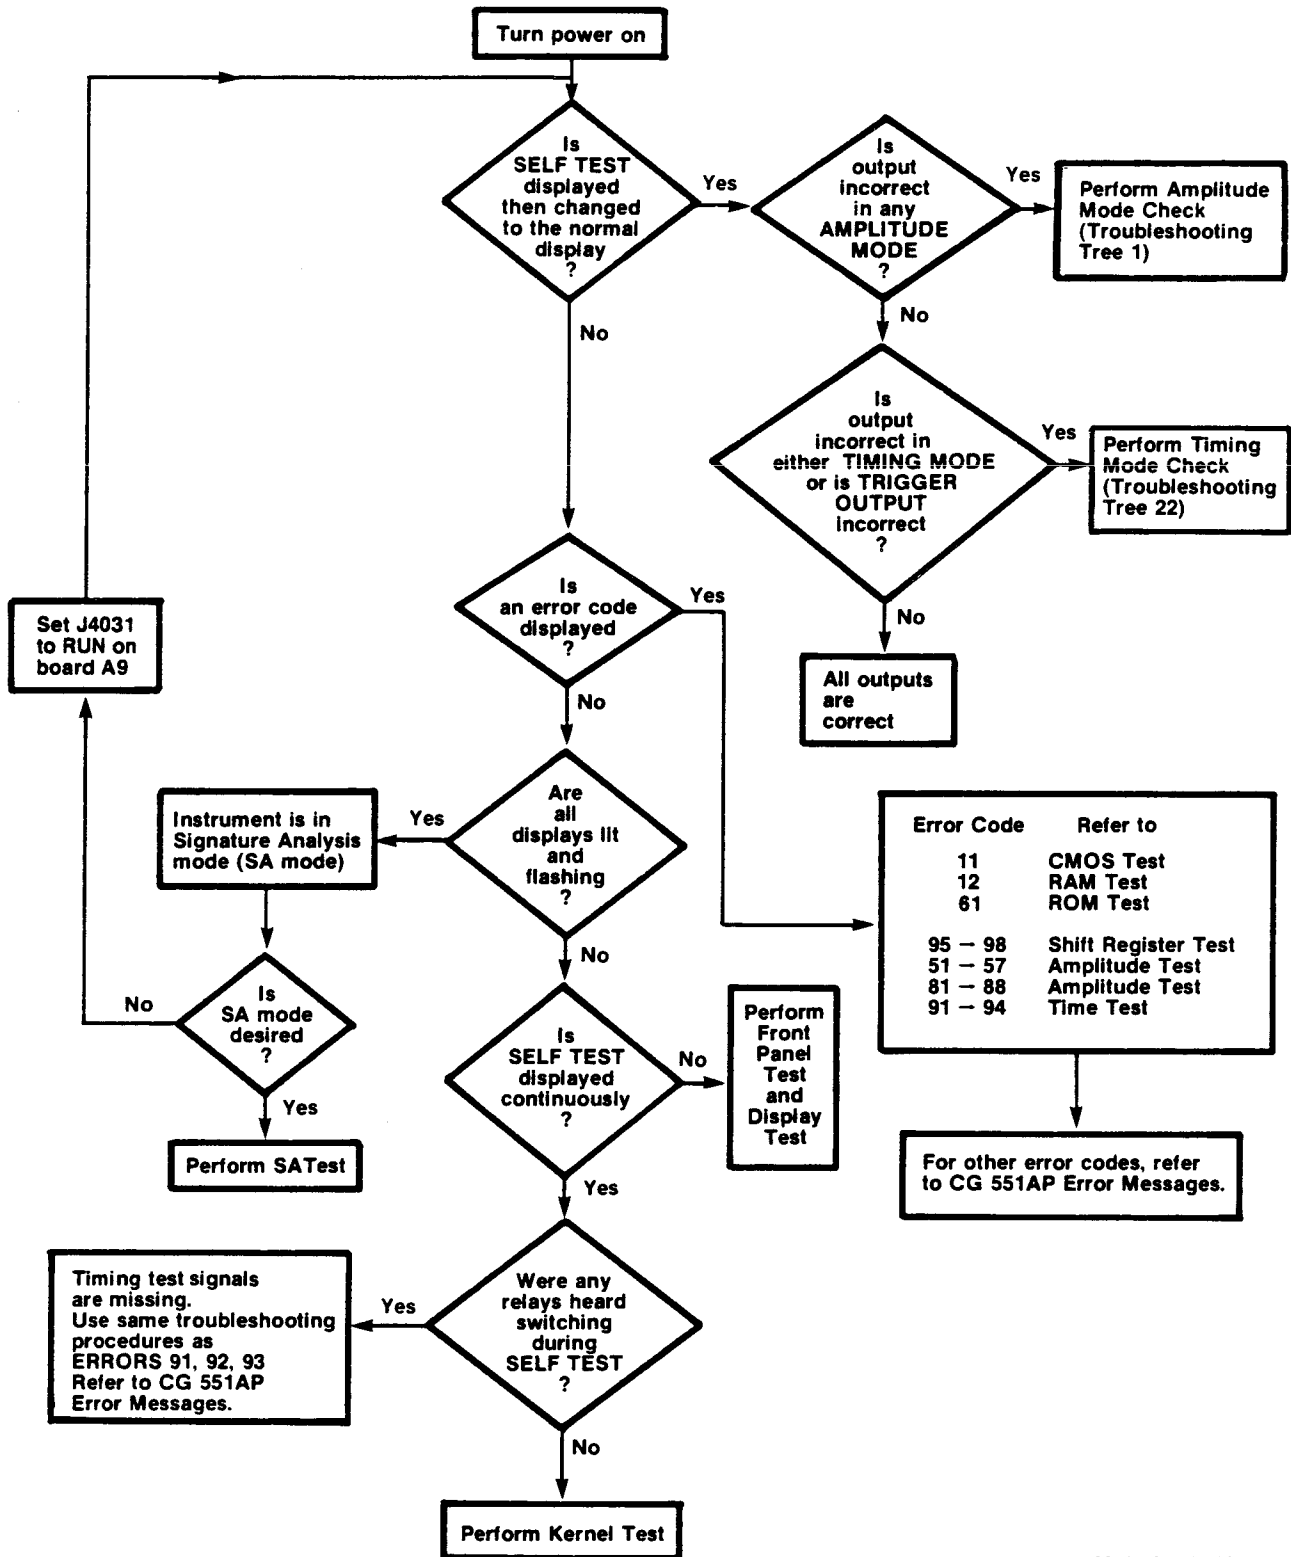 Turn power on
Is
SELF TEST
displayed
then changed
to the normal
display
?
Yes
Is
output
incorrect
in any
AMPLITUDE
MODE
?
Yes
Perform Amplitude
Mode Check
(Troubleshooting
Tree 1)
No
No
Is
output
incorrect in
either TIMING MODE
or is TRIGGER
OUTPUT
incorrect
?
Yes
Perform Timing
Mode Check
(Troubleshooting
Tree 22)
No
All outputs
are
correct
Is
an error code
displayed
?
Yes
Set J4031
to RUN on
board A9
No
Are
all
displays lit
and
flashing
?
Yes
Instrument is in
Signature Analysis
mode (SA mode)
Error Code Refer to
11 CMOS Test
12 RAM Test
61 ROM Test
95 – 98 Shift Register Test
51 – 57 Amplitude Test
81 – 88 Amplitude Test
91 – 94 Time Test
No
Is
SA mode
desired
?
No
Yes
Perform SATest
Is
SELF TEST
displayed
continuously
?
No
Perform
Front
Panel
Test
and
Display
Test
For other error codes, refer
to CG 551AP Error Messages.
Yes
Were any
relays heard
switching
during
SELF TEST
?
Yes
Timing test signals
are missing.
Use same troubleshooting
procedures as
ERRORS 91, 92, 93
Refer to CG 551AP
Error Messages.
No
Perform Kernel Test